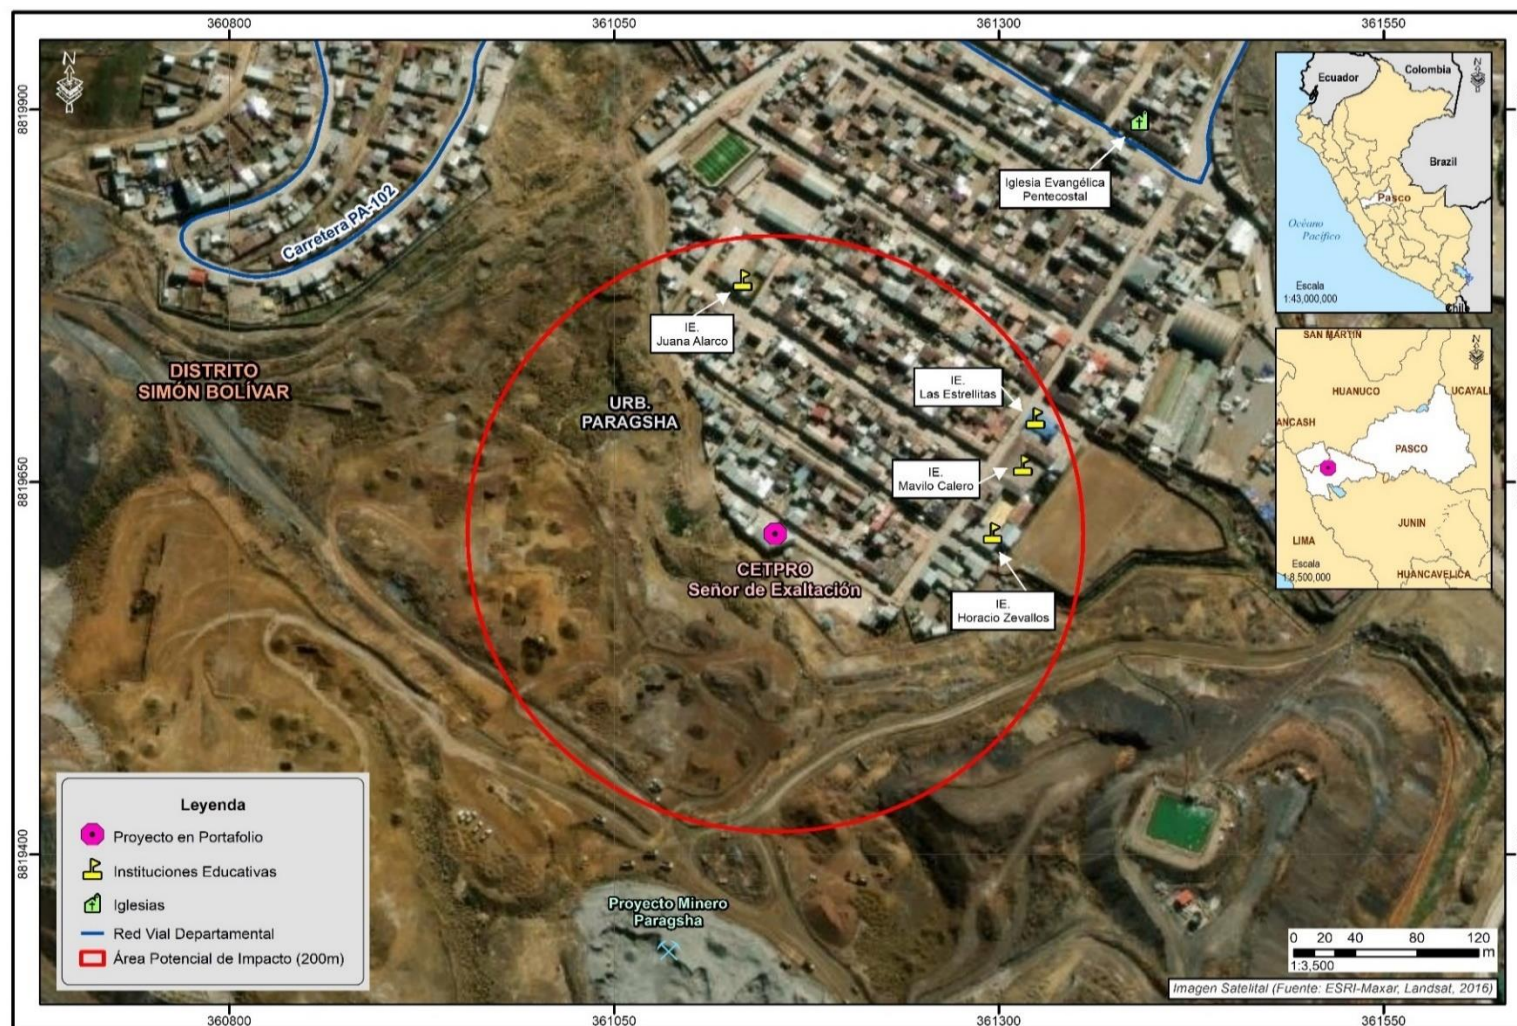 360800
361050
361300
361550
8819900
8819650
8819400
N
Carretera PA-102
Iglesia Evangélica
Pentecostal
IE.
Juana Alarco
DISTRITO
SIMÓN BOLÍVAR
URB.
PARAGSHA
IE.
Las Estrellitas
IE.
Mavilo Calero
CETPRO
Señor de Exaltación
IE.
Horacio Zevallos
Proyecto Minero
Paragsha
Ecuador
Colombia
N
Brazil
Pasco
Océano
Pacífico
Escala
1:43,000,000
Chile
SAN MARTIN
N
HUANUCO
UCAYALI
ANCASH
PASCO
JUNIN
LIMA
Escala
1:8,500,000
HUANCAVELICA
Leyenda
Proyecto en Portafolio
Instituciones Educativas
Iglesias
Red Vial Departamental
Área Potencial de Impacto (200m)
0 20 40 80 120
m
1:3,500
Imagen Satelital (Fuente: ESRI-Maxar, Landsat, 2016)
360800
361050
361300
361550